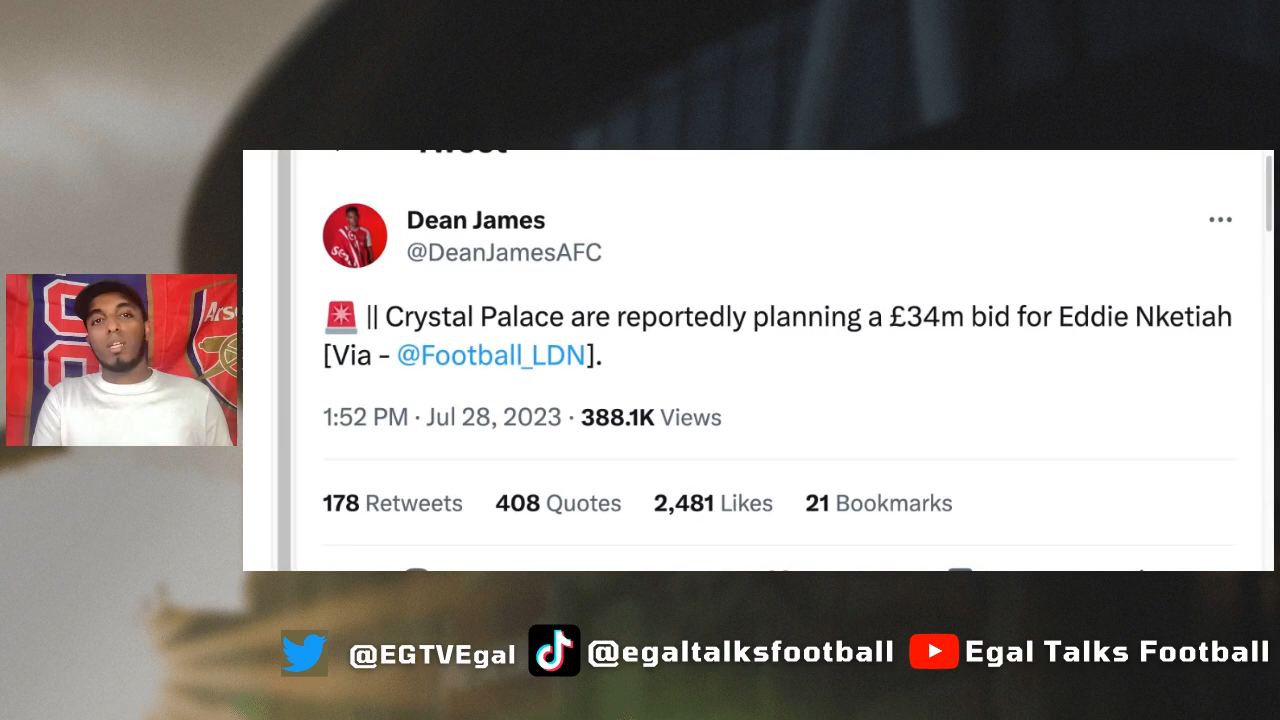 Tweet
Dean James
@DeanJamesAFC
🚨 || Crystal Palace are reportedly planning a £34m bid for Eddie Nketiah
[Via - @Football_LDN].
1:52 PM · Jul 28, 2023 · 388.1K Views
178 Retweets 408 Quotes 2,481 Likes 21 Bookmarks
Arse
@EGTVEgal @egaltalksfootball Egal Talks Football